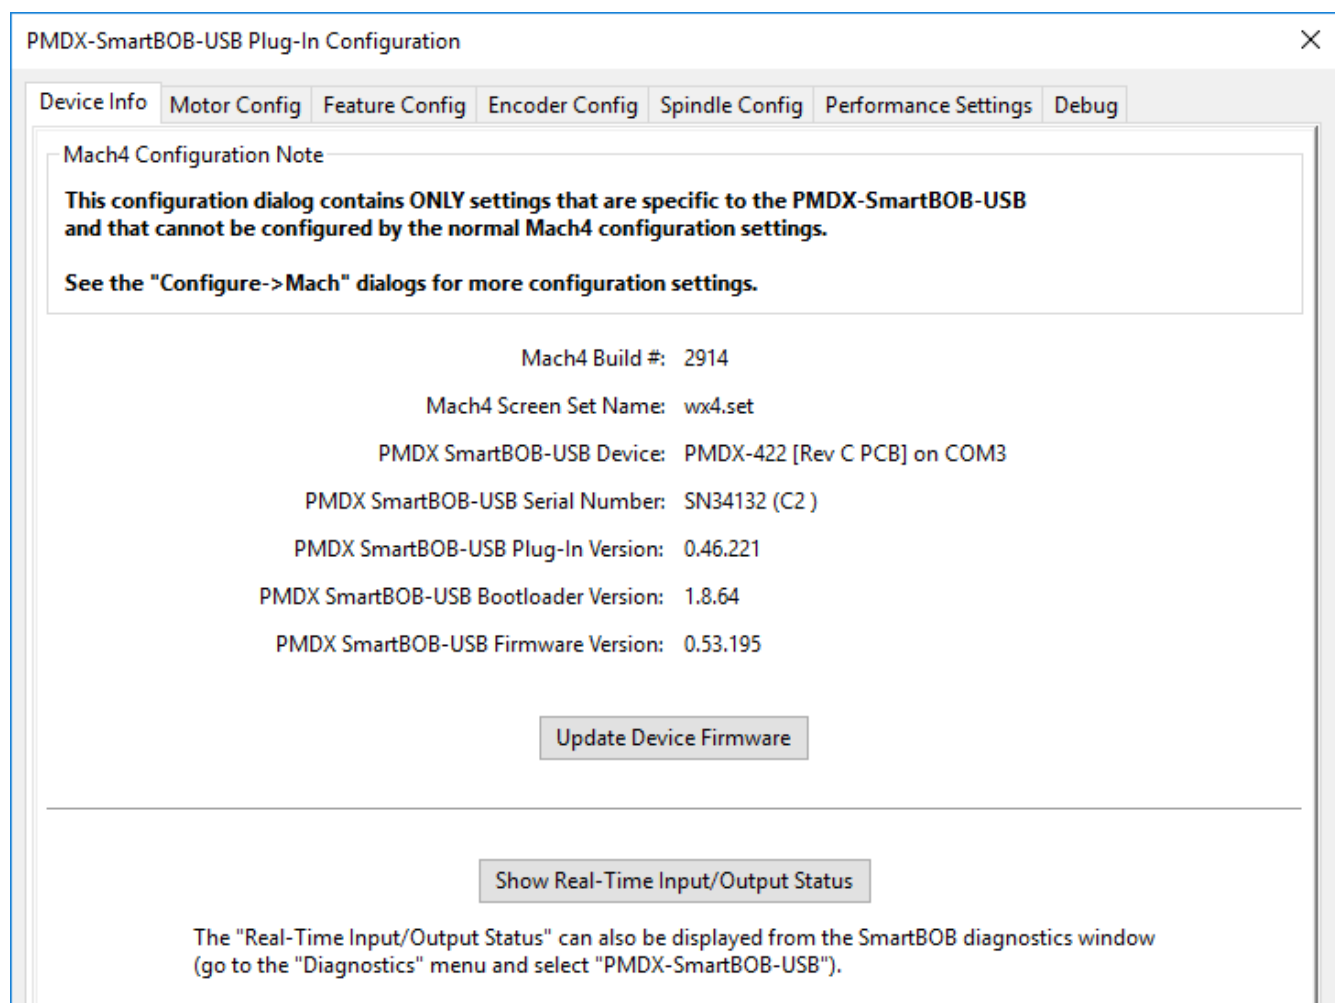 PMDX-SmartBOB-USB Plug-In Configuration
Device Info Motor Config Feature Config Encoder Config Spindle Config Performance Settings Debug
Mach4 Configuration Note
This configuration dialog contains ONLY settings that are specific to the PMDX-SmartBOB-USB
and that cannot be configured by the normal Mach4 configuration settings.
See the "Configure->Mach" dialogs for more configuration settings.
Mach4 Build #: 2914
Mach4 Screen Set Name: wx4.set
PMDX SmartBOB-USB Device: PMDX-422 [Rev C PCB] on COM3
PMDX SmartBOB-USB Serial Number: SN34132 (C2 )
PMDX SmartBOB-USB Plug-In Version: 0.46.221
PMDX SmartBOB-USB Bootloader Version: 1.8.64
PMDX SmartBOB-USB Firmware Version: 0.53.195
Update Device Firmware
Show Real-Time Input/Output Status
The "Real-Time Input/Output Status" can also be displayed from the SmartBOB diagnostics window
(go to the "Diagnostics" menu and select "PMDX-SmartBOB-USB").